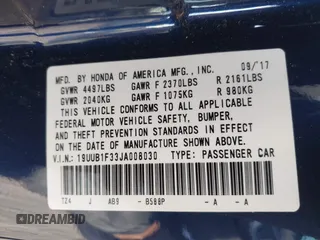 MFD. BY HONDA OF AMERICA MFG., INC. 09/17
GVWR 4497LBS GAWR F 2370LBS R 2161LBS
GVWR 2040KG GAWR F 1075KG R 980KG
THIS VEHICLE CONFORMS TO ALL APPLICABLE
FEDERAL MOTOR VEHICLE SAFETY, BUMPER,
AND THEFT PREVENTION STANDARDS IN EFFECT
ON THE DATE OF MANUFACTURE SHOWN ABOVE.
V.I.N.: 19UUB1F33JA008030 TYPE: PASSENGER CAR
TZ4 J AB9 -B588P -A -A
DREAMBID